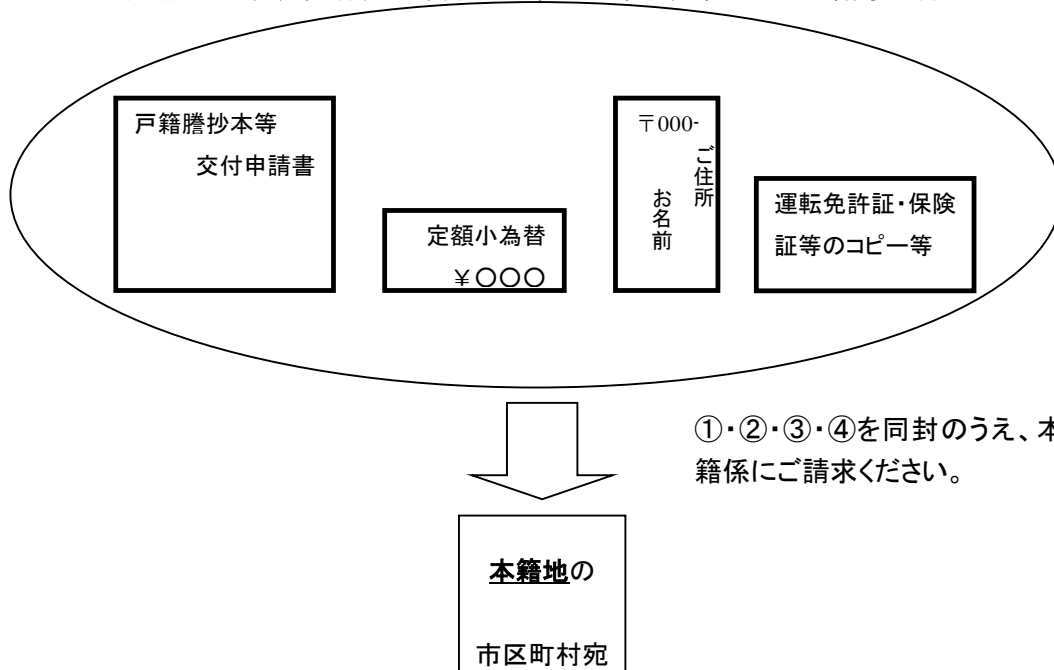 戸籍謄抄本等
交付申請書
定額小為替
¥〇〇〇
〒000-
ご住所
お名前
運転免許証・保険
証等のコピー等
①・②・③・④を同封のうえ、本
籍係にご請求ください。
本籍地の
市区町村宛